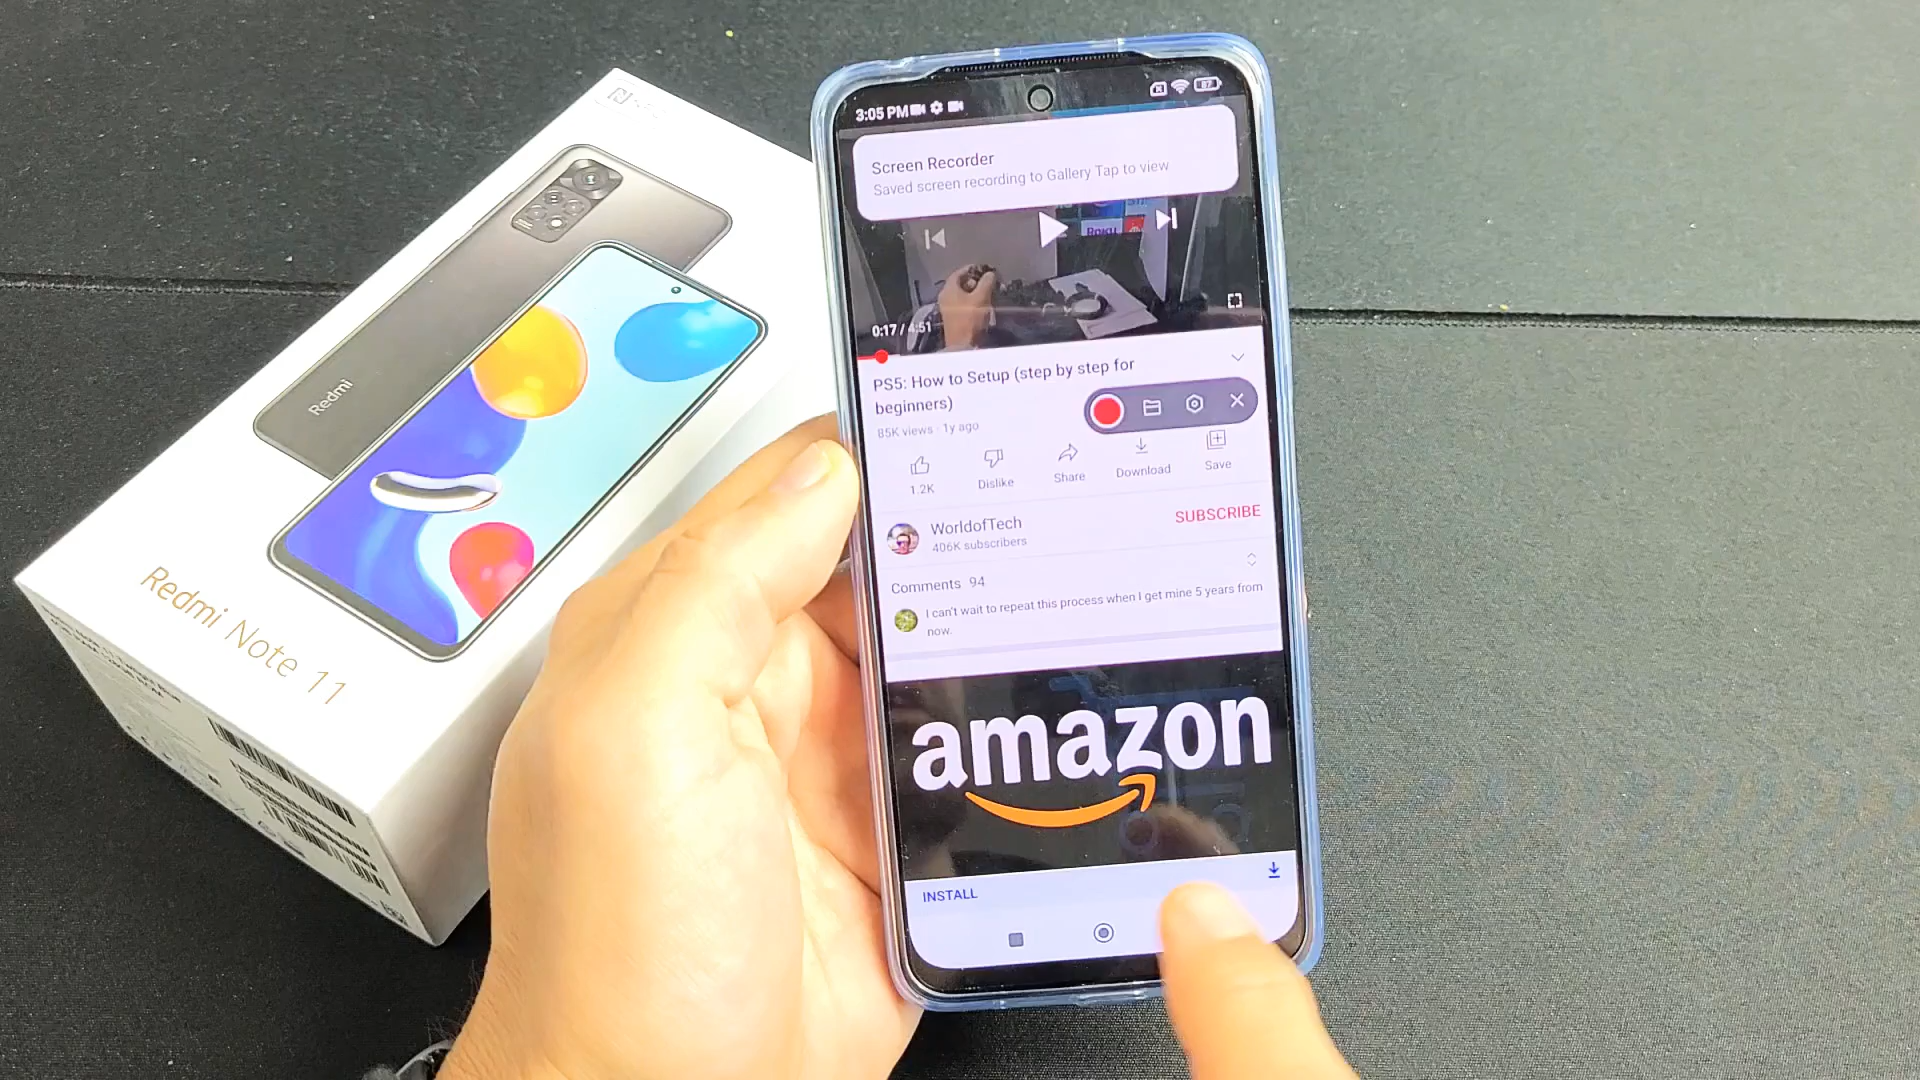 Redmi
Redmi Note 11
3:05 PM
87
Screen Recorder
Saved screen recording to Gallery Tap to view
Roku
0:17 / 4:51
PS5: How to Setup (step by step for
beginners)
85K views · 1y ago
1.2K
Dislike
Share
Download
Save
WorldofTech
406K subscribers
SUBSCRIBE
Comments 94
I can't wait to repeat this process when I get mine 5 years from
now.
amazon
INSTALL